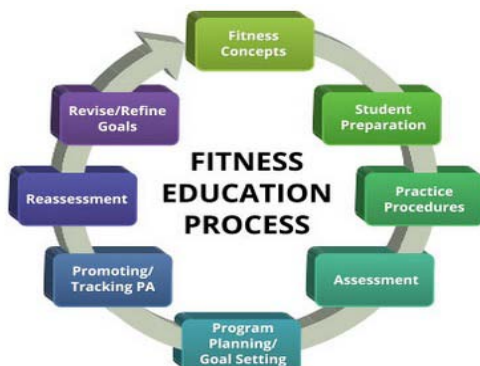 Fitness
Concepts
Student
Preparation
Practice
Procedures
Assessment
Program
Planning/
Goal Setting
Promoting/
Tracking PA
Reassessment
Revise/Refine
Goals
FITNESS
EDUCATION
PROCESS